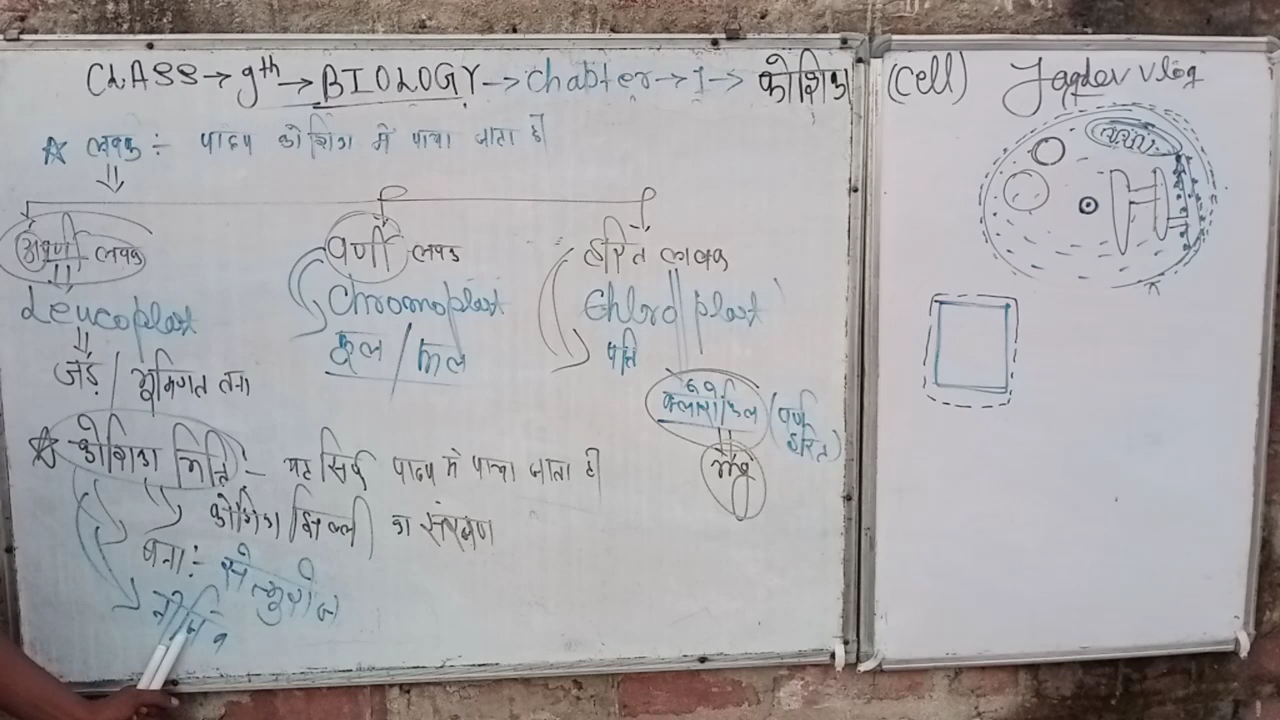 CLASS → 9th → BIOLOGY → Chapter → 1 → कोशिका (Cell) Jagdev vlog
☆ लवक :- पादप कोशिका में पाया जाता है।
अवर्णी लवक वर्णी लवक हरित लवक
Leucoplast Chromoplast Chloroplast
जड़ / भूमिगत तना फूल / फल पत्ति
क्लोरोफिल (वर्ण हरित)
Mg
☆ कोशिका भित्ति :- यह सिर्फ पादप में पाया जाता है।
कोशिका झिल्ली का संरक्षण
बना :- सेल्युलोज